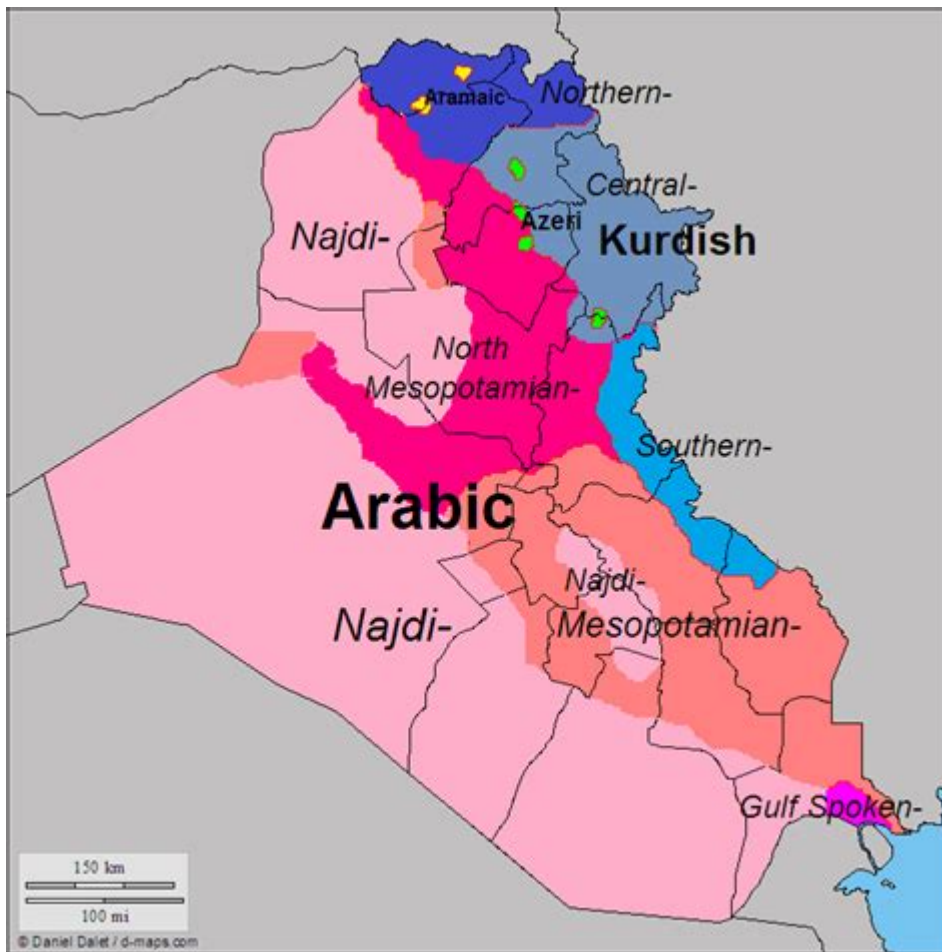 Northern-
Aramaic
Central-
Azeri
Kurdish
Najdi-
North
Mesopotamian-
Southern-
Arabic
Najdi-
Najdi-
Mesopotamian-
Gulf Spoken-
150 km
100 mi
© Daniel Dalet / d-maps.com